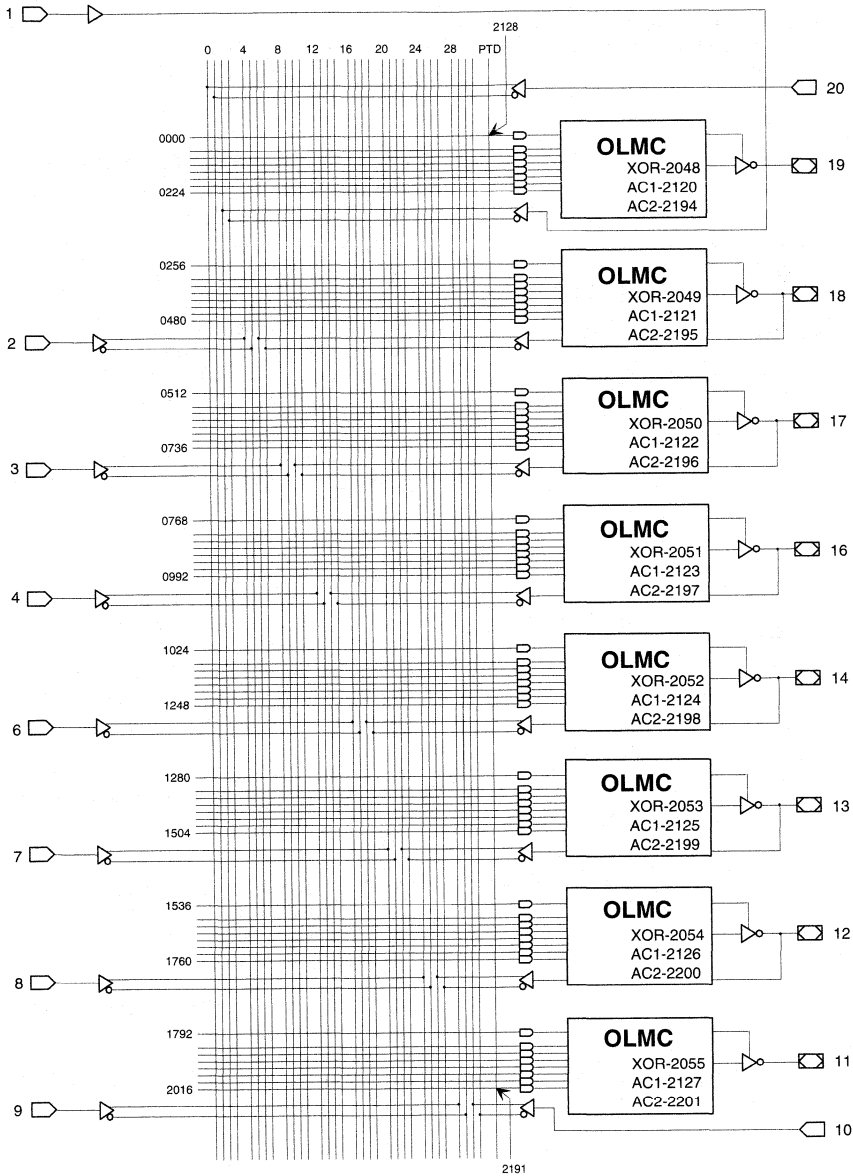 1
2128
0 4 8 12 16 20 24 28 PTD
20
0000
OLMC
XOR-2048
AC1-2120
AC2-2194
19
0224
0256
OLMC
XOR-2049
AC1-2121
AC2-2195
18
0480
2
0512
OLMC
XOR-2050
AC1-2122
AC2-2196
17
0736
3
0768
OLMC
XOR-2051
AC1-2123
AC2-2197
16
0992
4
1024
OLMC
XOR-2052
AC1-2124
AC2-2198
14
1248
6
1280
OLMC
XOR-2053
AC1-2125
AC2-2199
13
1504
7
1536
OLMC
XOR-2054
AC1-2126
AC2-2200
12
1760
8
1792
OLMC
XOR-2055
AC1-2127
AC2-2201
11
2016
9
10
2191